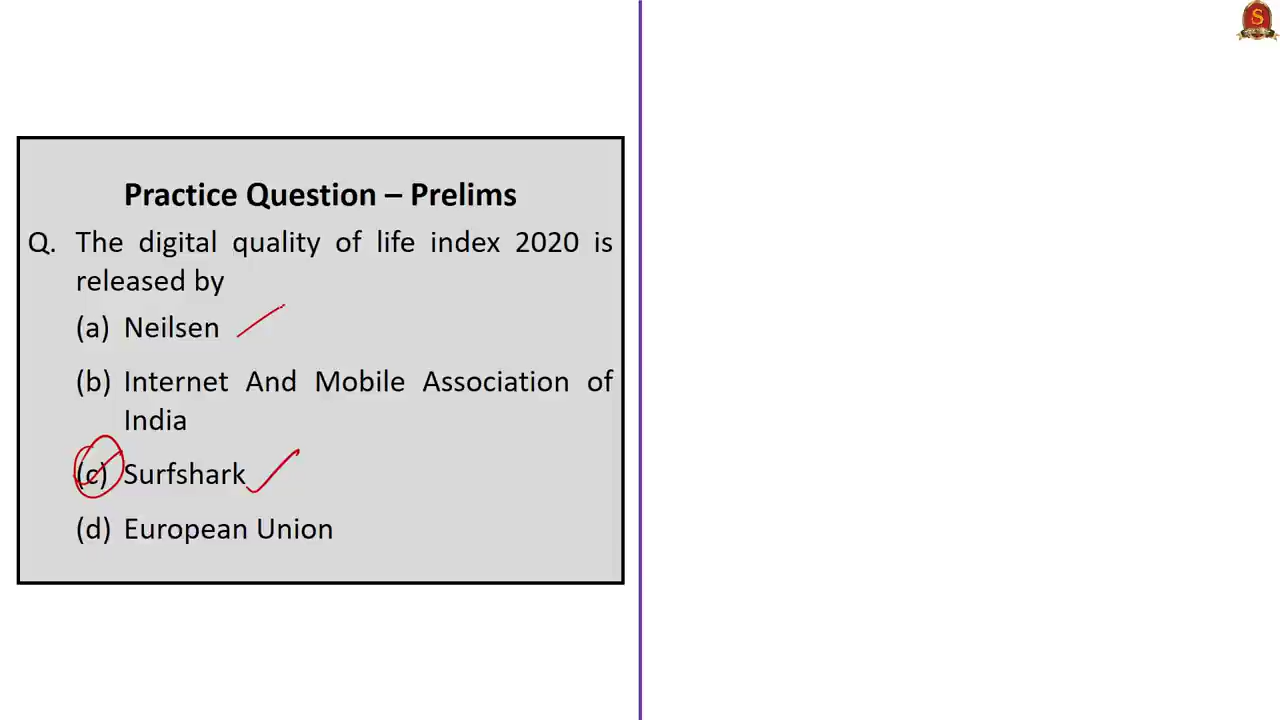 S
Practice Question – Prelims
Q. The digital quality of life index 2020 is
released by
(a) Neilsen
(b) Internet And Mobile Association of
India
(c) Surfshark
(d) European Union